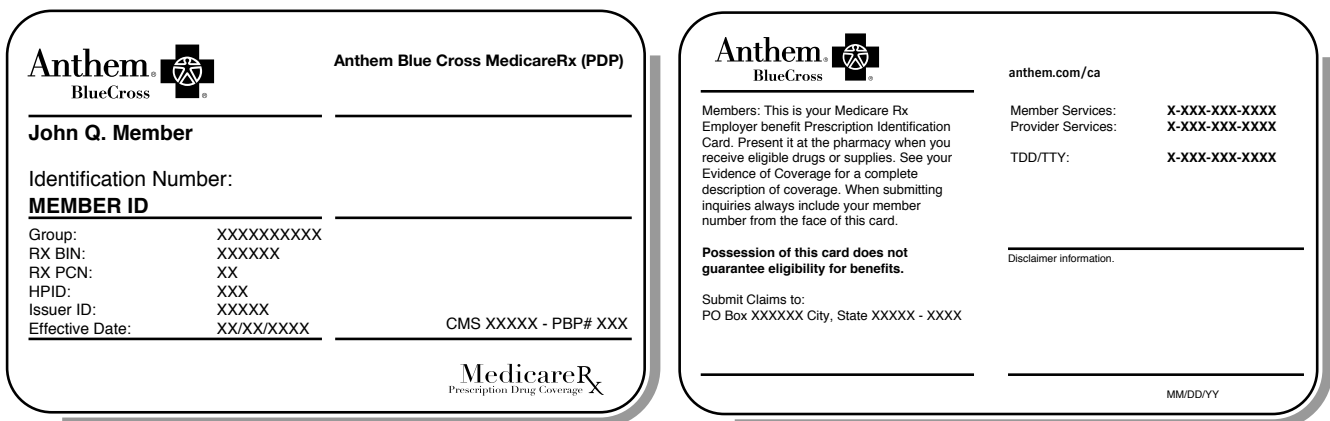 Anthem®
BlueCross
Anthem Blue Cross MedicareRx (PDP)
John Q. Member
Identification Number:
MEMBER ID
Group: XXXXXXXXXX
RX BIN: XXXXXX
RX PCN: XX
HPID: XXX
Issuer ID: XXXXX
Effective Date: XX/XX/XXXX
CMS XXXXX - PBP# XXX
MedicareRx
Prescription Drug Coverage
Anthem®
BlueCross
anthem.com/ca
Members: This is your Medicare Rx
Employer benefit Prescription Identification
Card. Present it at the pharmacy when you
receive eligible drugs or supplies. See your
Evidence of Coverage for a complete
description of coverage. When submitting
inquiries always include your member
number from the face of this card.
Possession of this card does not
guarantee eligibility for benefits.
Submit Claims to:
PO Box XXXXXX City, State XXXXX - XXXX
Member Services: X-XXX-XXX-XXXX
Provider Services: X-XXX-XXX-XXXX
TDD/TTY: X-XXX-XXX-XXXX
Disclaimer information.
MM/DD/YY